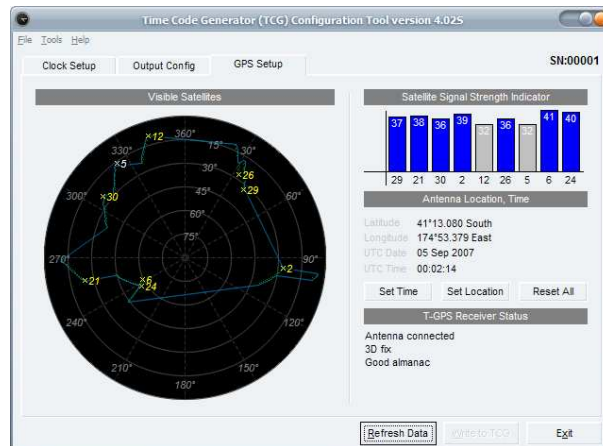 Time Code Generator (TCG) Configuration Tool version 4.025
File Tools Help
Clock Setup Output Config GPS Setup SN:00001
Visible Satellites
360°
15°
30°
45°
60°
75°
90°
120°
150°
180°
210°
240°
270°
300°
330°
15°
30°
45°
60°
75°
×12
×5
×30
×26
×29
×2
×21
×6
×24
Satellite Signal Strength Indicator
37 38 36 39 32 36 32 41 40
29 21 30 2 12 26 5 6 24
Antenna Location, Time
Latitude 41°13.080 South
Longitude 174°53.379 East
UTC Date 05 Sep 2007
UTC Time 00:02:14
Set Time Set Location Reset All
T-GPS Receiver Status
Antenna connected
3D fix
Good almanac
Refresh Data Write to TCG Exit